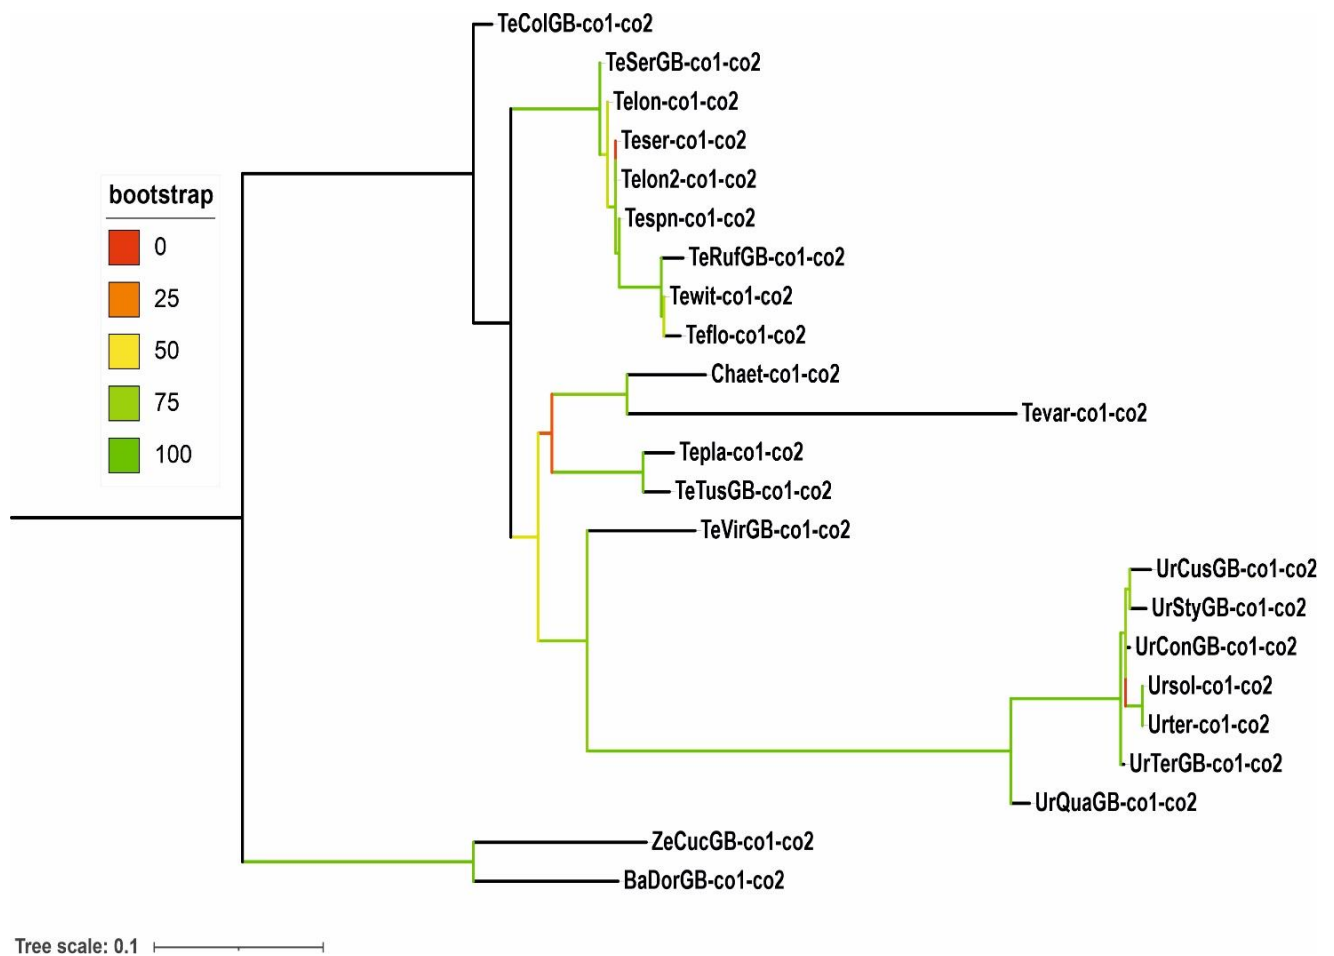 TeColGB-co1-co2
TeSerGB-co1-co2
Telon-co1-co2
Teser-co1-co2
Telon2-co1-co2
Tespn-co1-co2
TeRufGB-co1-co2
Tewit-co1-co2
Teflo-co1-co2
Chaet-co1-co2
Tevar-co1-co2
Tepla-co1-co2
TeTusGB-co1-co2
TeVirGB-co1-co2
UrCusGB-co1-co2
UrStyGB-co1-co2
UrConGB-co1-co2
Ursol-co1-co2
Urter-co1-co2
UrTerGB-co1-co2
UrQuaGB-co1-co2
ZeCucGB-co1-co2
BaDorGB-co1-co2
bootstrap
0
25
50
75
100
Tree scale: 0.1